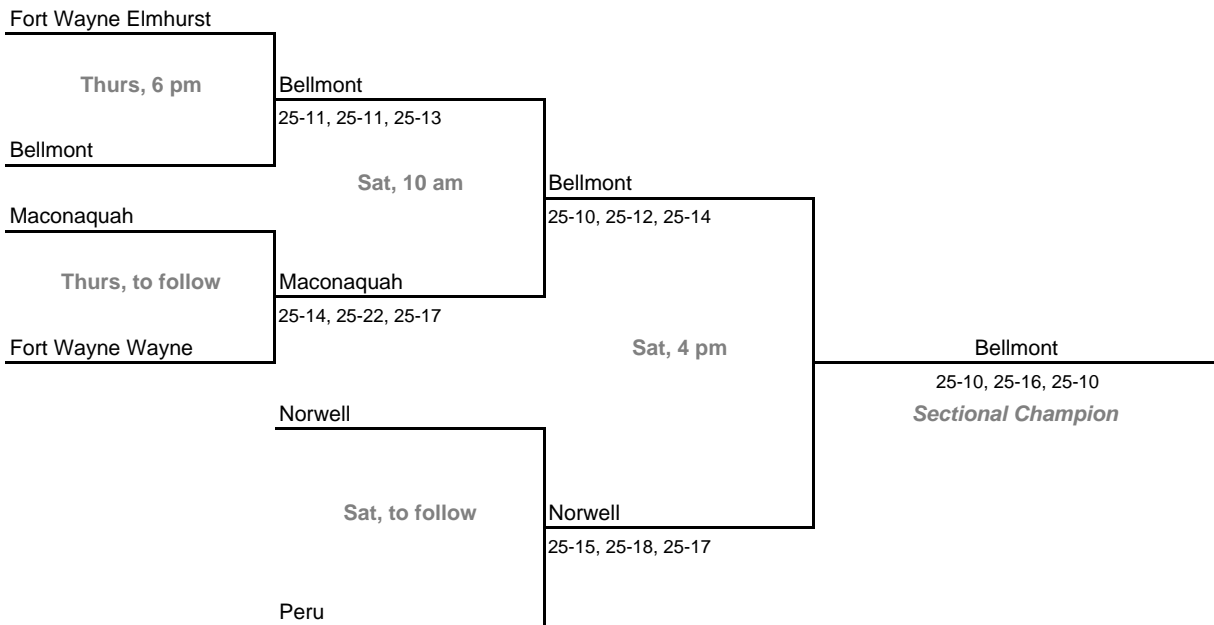 Fort Wayne Elmhurst
Thurs, 6 pm
Bellmont
25-11, 25-11, 25-13
Bellmont
Sat, 10 am
Bellmont
25-10, 25-12, 25-14
Maconaquah
Thurs, to follow
Maconaquah
25-14, 25-22, 25-17
Fort Wayne Wayne
Sat, 4 pm
Bellmont
25-10, 25-16, 25-10
Sectional Champion
Norwell
Sat, to follow
Norwell
25-15, 25-18, 25-17
Peru